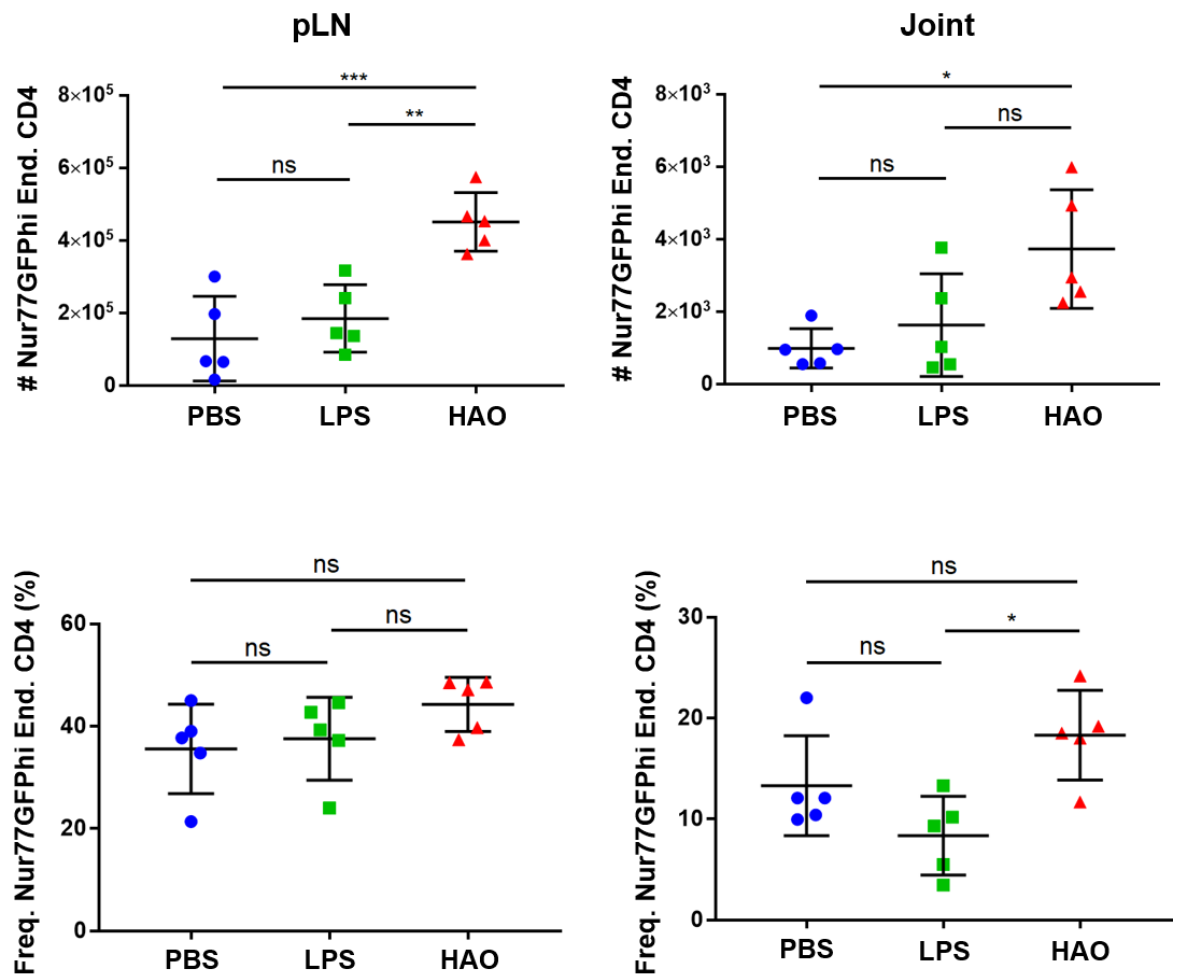 pLN
# Nur77GFPhi End. CD4
8×10⁵
6×10⁵
4×10⁵
2×10⁵
0
***
**
ns
PBS LPS HAO
Joint
# Nur77GFPhi End. CD4
8×10³
6×10³
4×10³
2×10³
0
*
ns
ns
PBS LPS HAO
Freq. Nur77GFPhi End. CD4 (%)
60
40
20
0
ns
ns
ns
PBS LPS HAO
Freq. Nur77GFPhi End. CD4 (%)
30
20
10
0
ns
*
ns
PBS LPS HAO